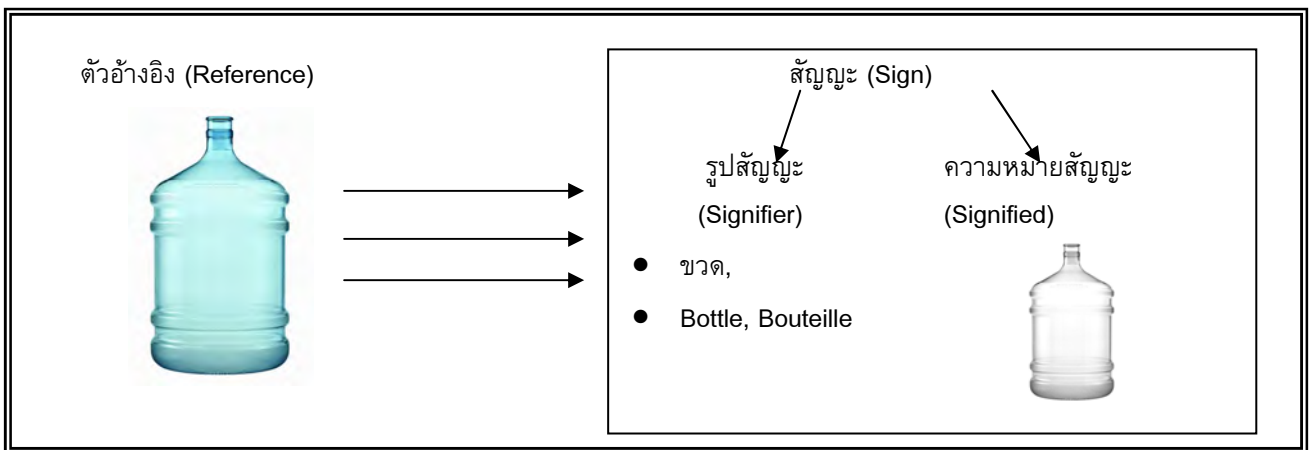 ตัวอ้างอิง (Reference)
สัญญะ (Sign)
รูปสัญญะ
(Signifier)
ความหมายสัญญะ
(Signified)
● ขวด,
● Bottle, Bouteille